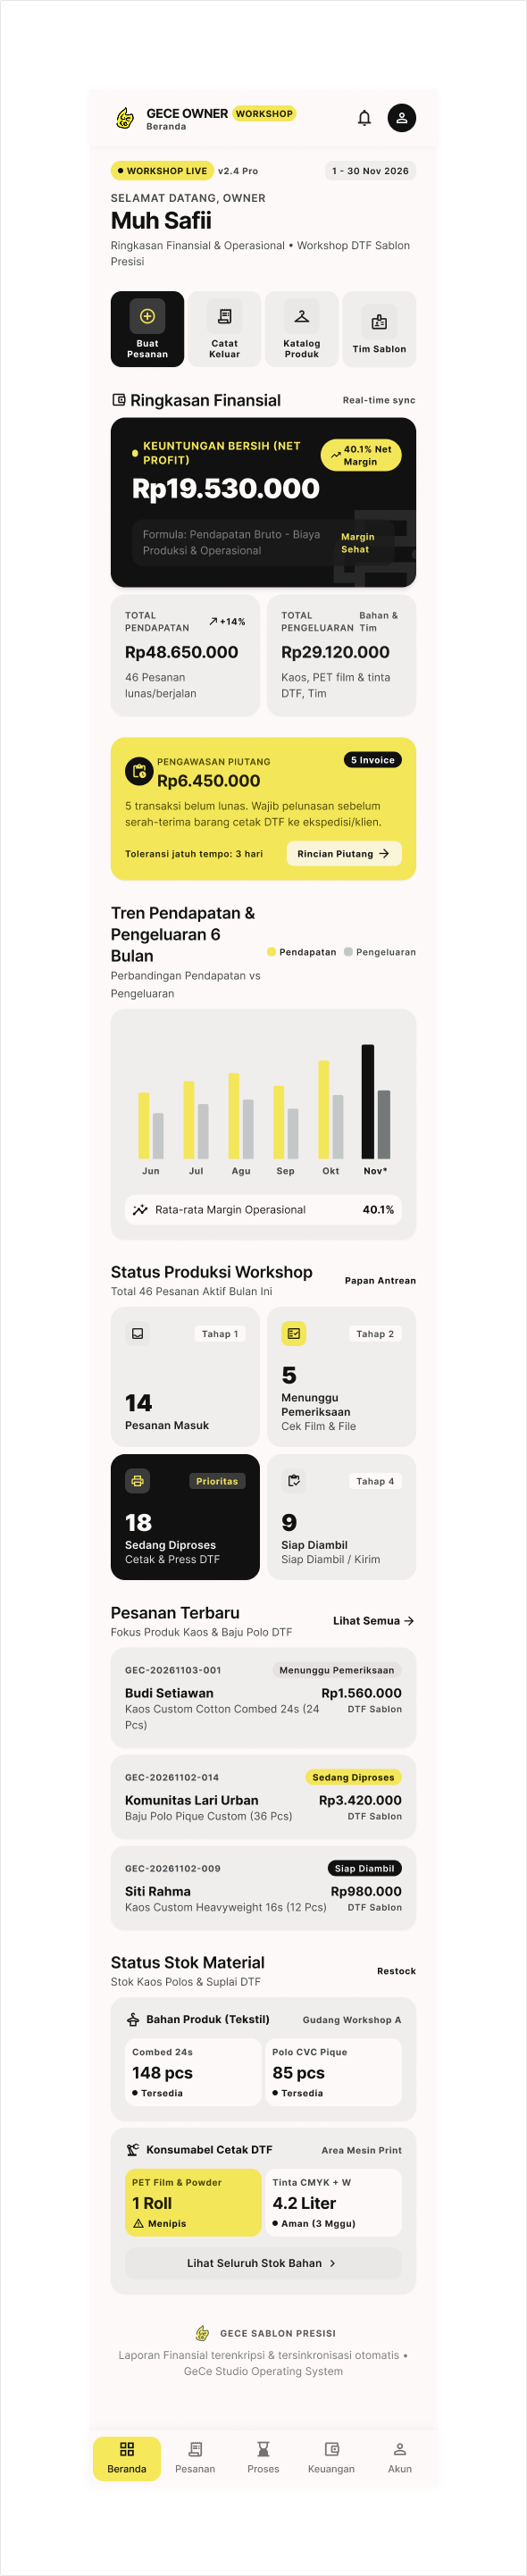 GECE OWNER WORKSHOP
Beranda
WORKSHOP LIVE v2.4 Pro 1 - 30 Nov 2026
SELAMAT DATANG, OWNER
Muh Safii
Ringkasan Finansial & Operasional • Workshop DTF Sablon
Presisi
Buat
Pesanan
Catat
Keluar
Katalog
Produk
Tim Sablon
Ringkasan Finansial Real-time sync
KEUNTUNGAN BERSIH (NET
PROFIT)
40.1% Net
Margin
Rp19.530.000
Formula: Pendapatan Bruto - Biaya
Produksi & Operasional
Margin
Sehat
TOTAL
PENDAPATAN
+14%
Rp48.650.000
46 Pesanan
lunas/berjalan
TOTAL
PENGELUARAN
Bahan &
Tim
Rp29.120.000
Kaos, PET film & tinta
DTF, Tim
PENGAWASAN PIUTANG 5 Invoice
Rp6.450.000
5 transaksi belum lunas. Wajib pelunasan sebelum
serah-terima barang cetak DTF ke ekspedisi/klien.
Toleransi jatuh tempo: 3 hari Rincian Piutang →
Tren Pendapatan &
Pengeluaran 6
Bulan
Pendapatan Pengeluaran
Perbandingan Pendapatan vs
Pengeluaran
Jun Jul Agu Sep Okt Nov*
Rata-rata Margin Operasional 40.1%
Status Produksi Workshop Papan Antrean
Total 46 Pesanan Aktif Bulan Ini
Tahap 1
14
Pesanan Masuk
Tahap 2
5
Menunggu
Pemeriksaan
Cek Film & File
Prioritas
18
Sedang Diproses
Cetak & Press DTF
Tahap 4
9
Siap Diambil
Siap Diambil / Kirim
Pesanan Terbaru Lihat Semua →
Fokus Produk Kaos & Baju Polo DTF
GEC-20261103-001 Menunggu Pemeriksaan
Budi Setiawan Rp1.560.000
Kaos Custom Cotton Combed 24s (24 DTF Sablon
Pcs)
GEC-20261102-014 Sedang Diproses
Komunitas Lari Urban Rp3.420.000
Baju Polo Pique Custom (36 Pcs) DTF Sablon
GEC-20261102-009 Siap Diambil
Siti Rahma Rp980.000
Kaos Custom Heavyweight 16s (12 Pcs) DTF Sablon
Status Stok Material Restock
Stok Kaos Polos & Suplai DTF
Bahan Produk (Tekstil) Gudang Workshop A
Combed 24s
148 pcs
Tersedia
Polo CVC Pique
85 pcs
Tersedia
Konsumabel Cetak DTF Area Mesin Print
PET Film & Powder
1 Roll
Menipis
Tinta CMYK + W
4.2 Liter
Aman (3 Mggu)
Lihat Seluruh Stok Bahan >
GECE SABLON PRESISI
Laporan Finansial terenkripsi & tersinkronisasi otomatis •
GeCe Studio Operating System
Beranda Pesanan Proses Keuangan Akun